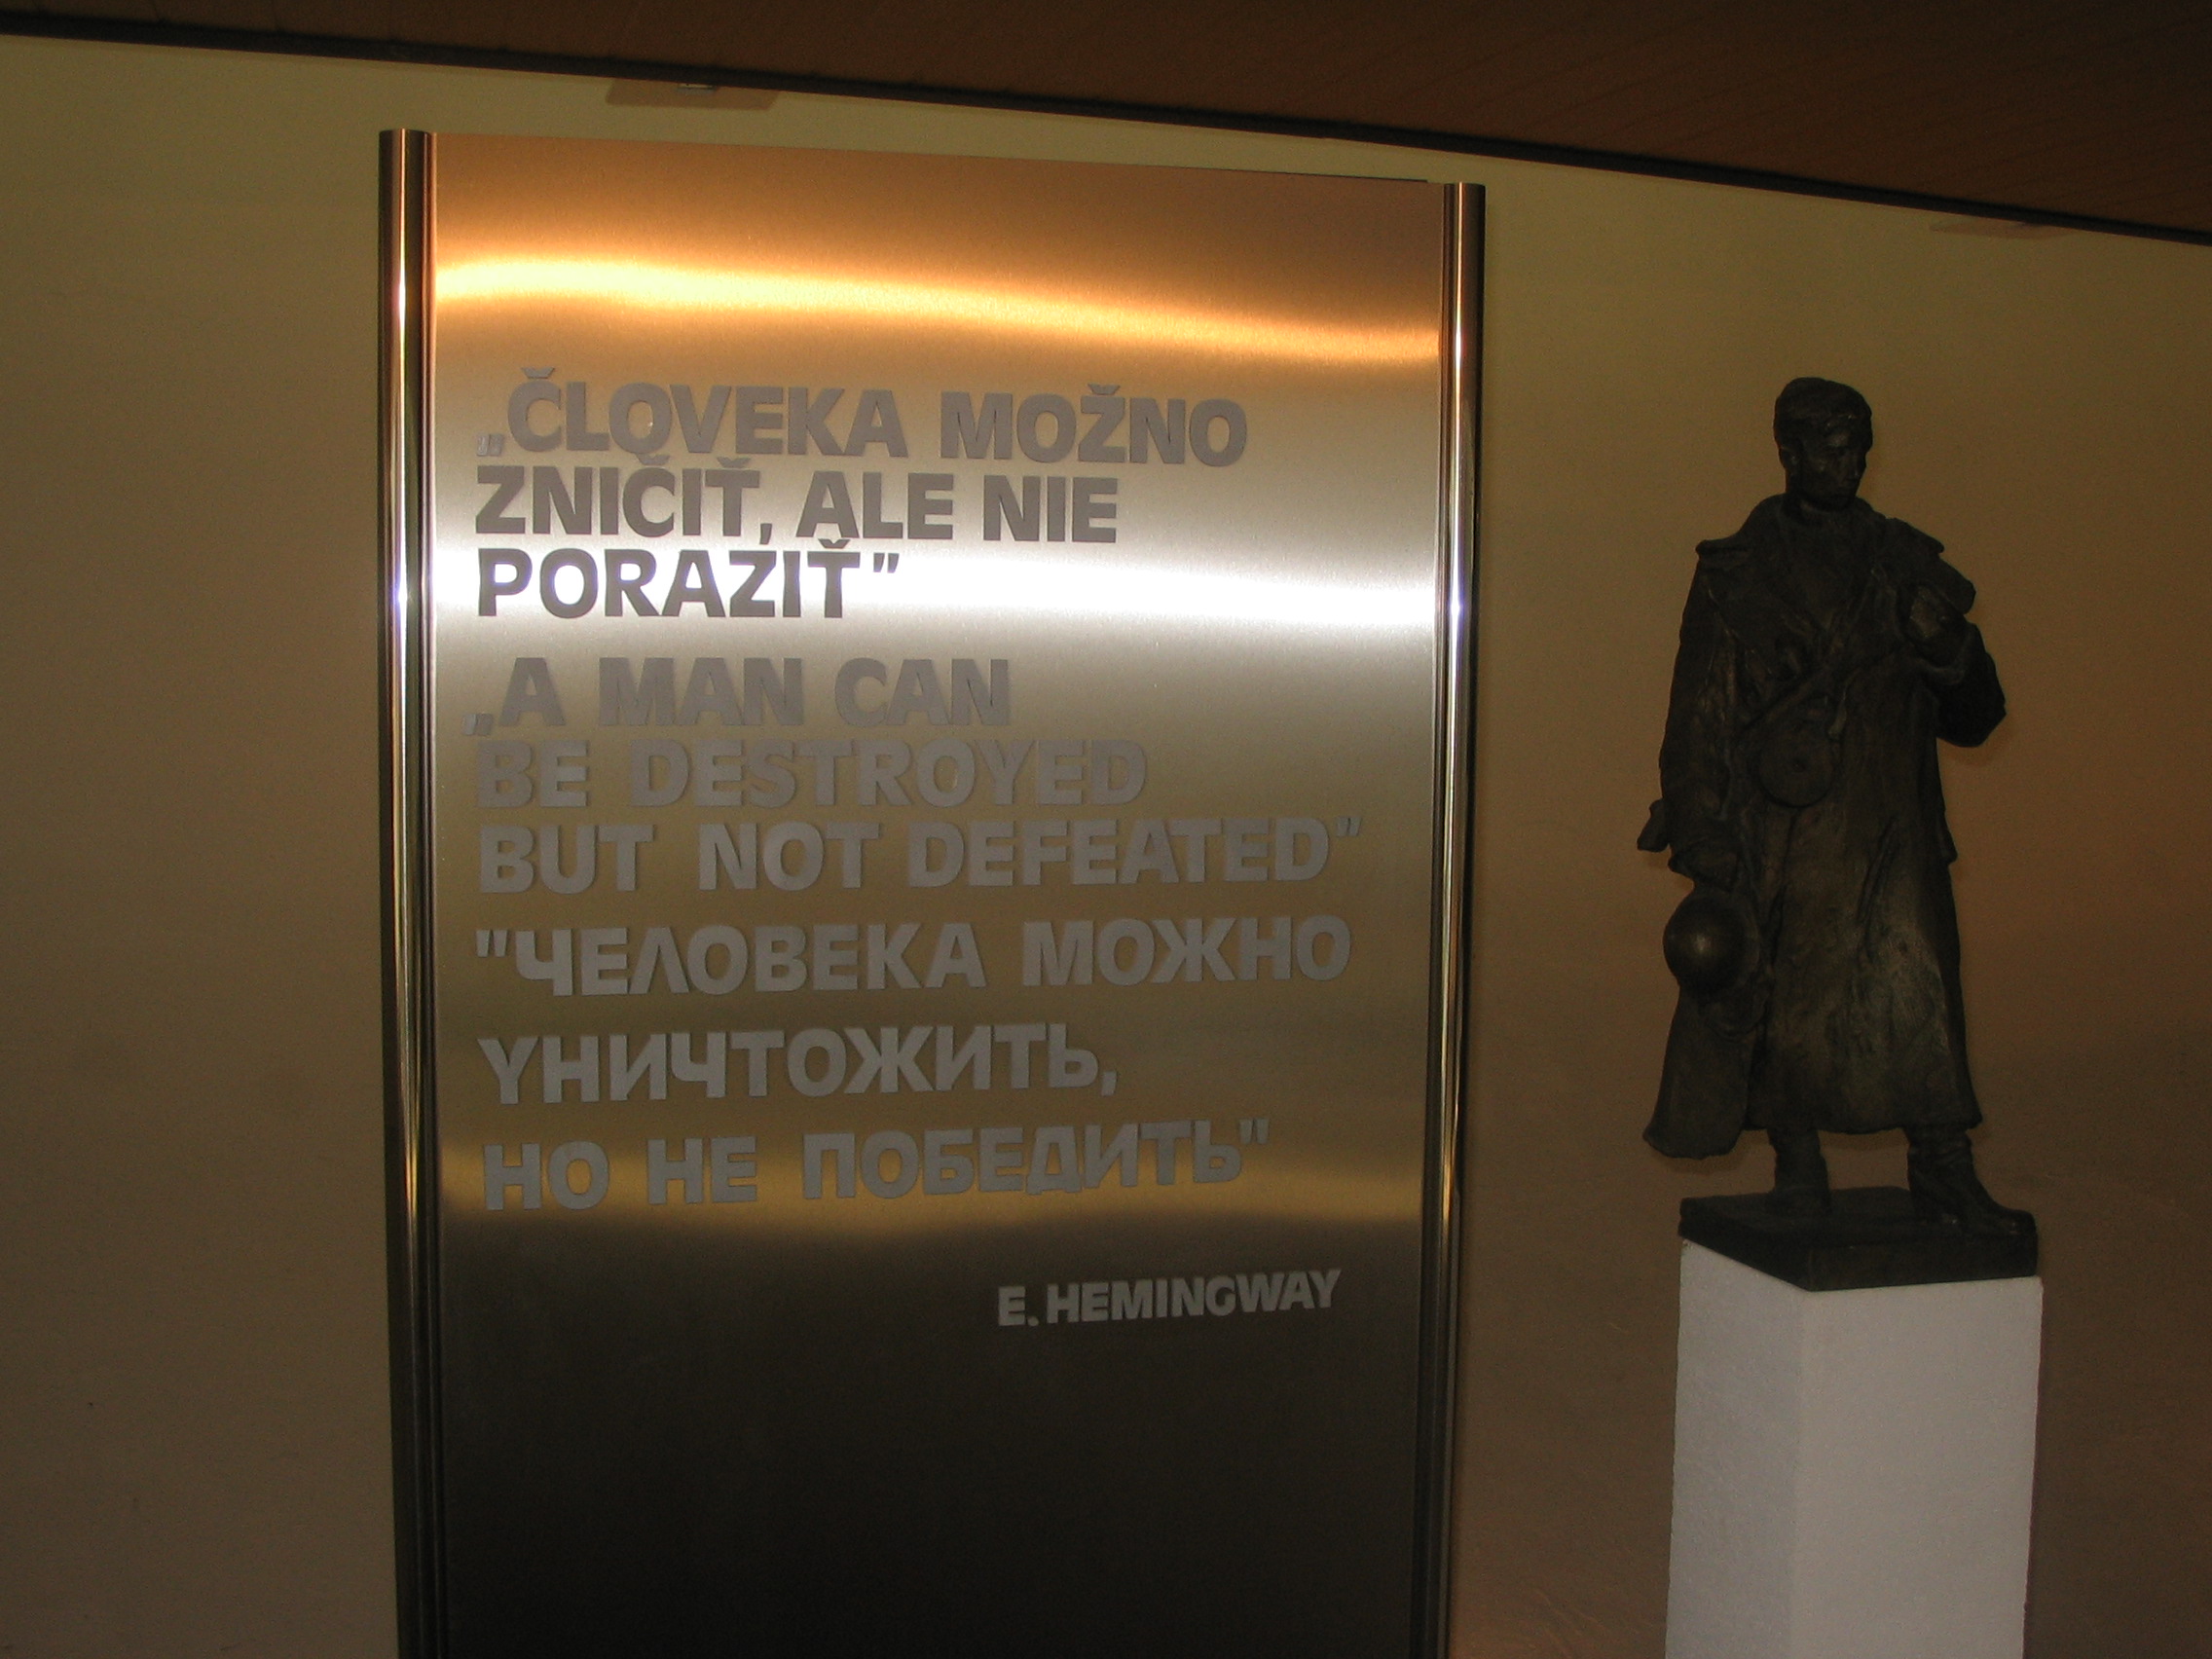 „ČLOVEKA MOŽNO
ZNIČIŤ, ALE NIE
PORAZIŤ"
„A MAN CAN
BE DESTROYED
BUT NOT DEFEATED"
"ЧЕЛОВЕКА МОЖНО
УНИЧТОЖИТЬ,
НО НЕ ПОБЕДИТЬ"
E. HEMINGWAY